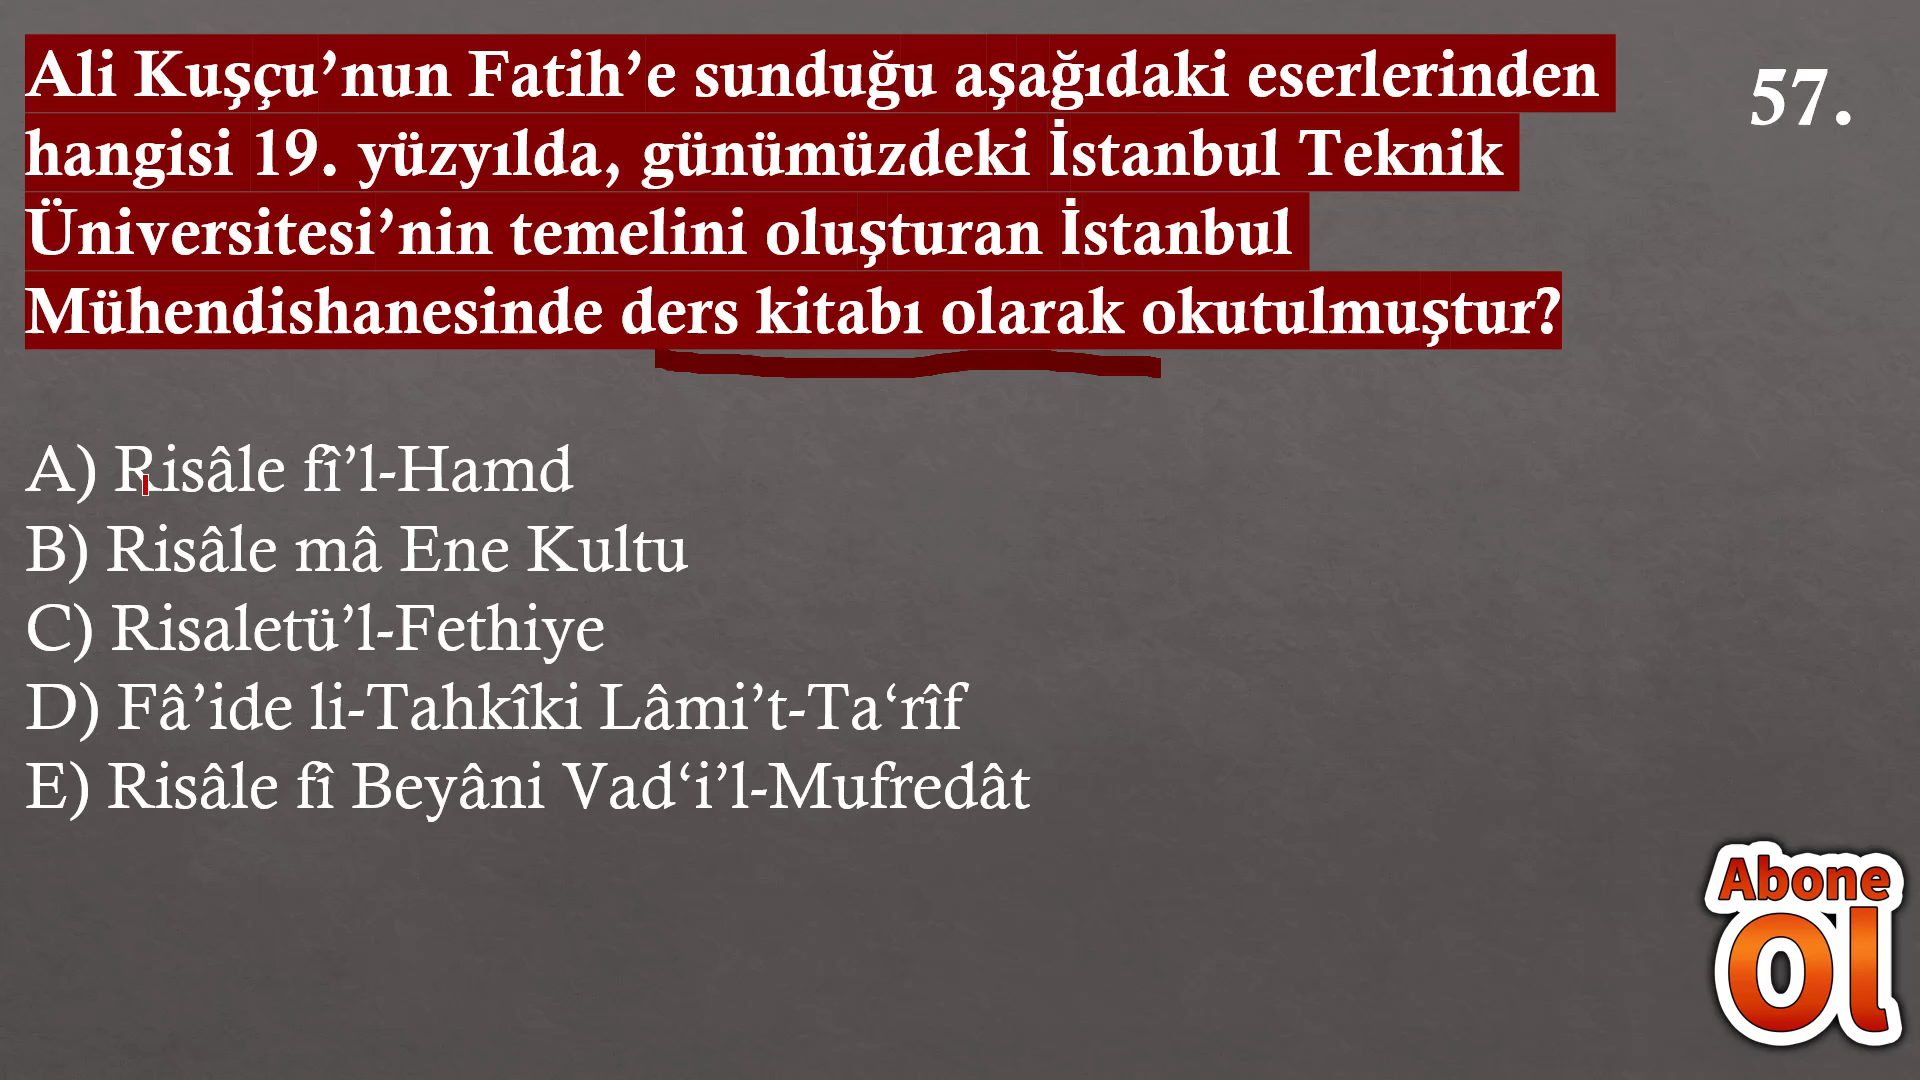 Ali Kuşçu’nun Fatih’e sunduğu aşağıdaki eserlerinden
57.
hangisi 19. yüzyılda, günümüzdeki İstanbul Teknik
Üniversitesi’nin temelini oluşturan İstanbul
Mühendishanesinde ders kitabı olarak okutulmuştur?
A) Risâle fî’l-Hamd
B) Risâle mâ Ene Kultu
C) Risaletü’l-Fethiye
D) Fâ’ide li-Tahkîki Lâmi’t-Ta‘rîf
E) Risâle fî Beyâni Vad‘i’l-Mufredât
Abone
Ol